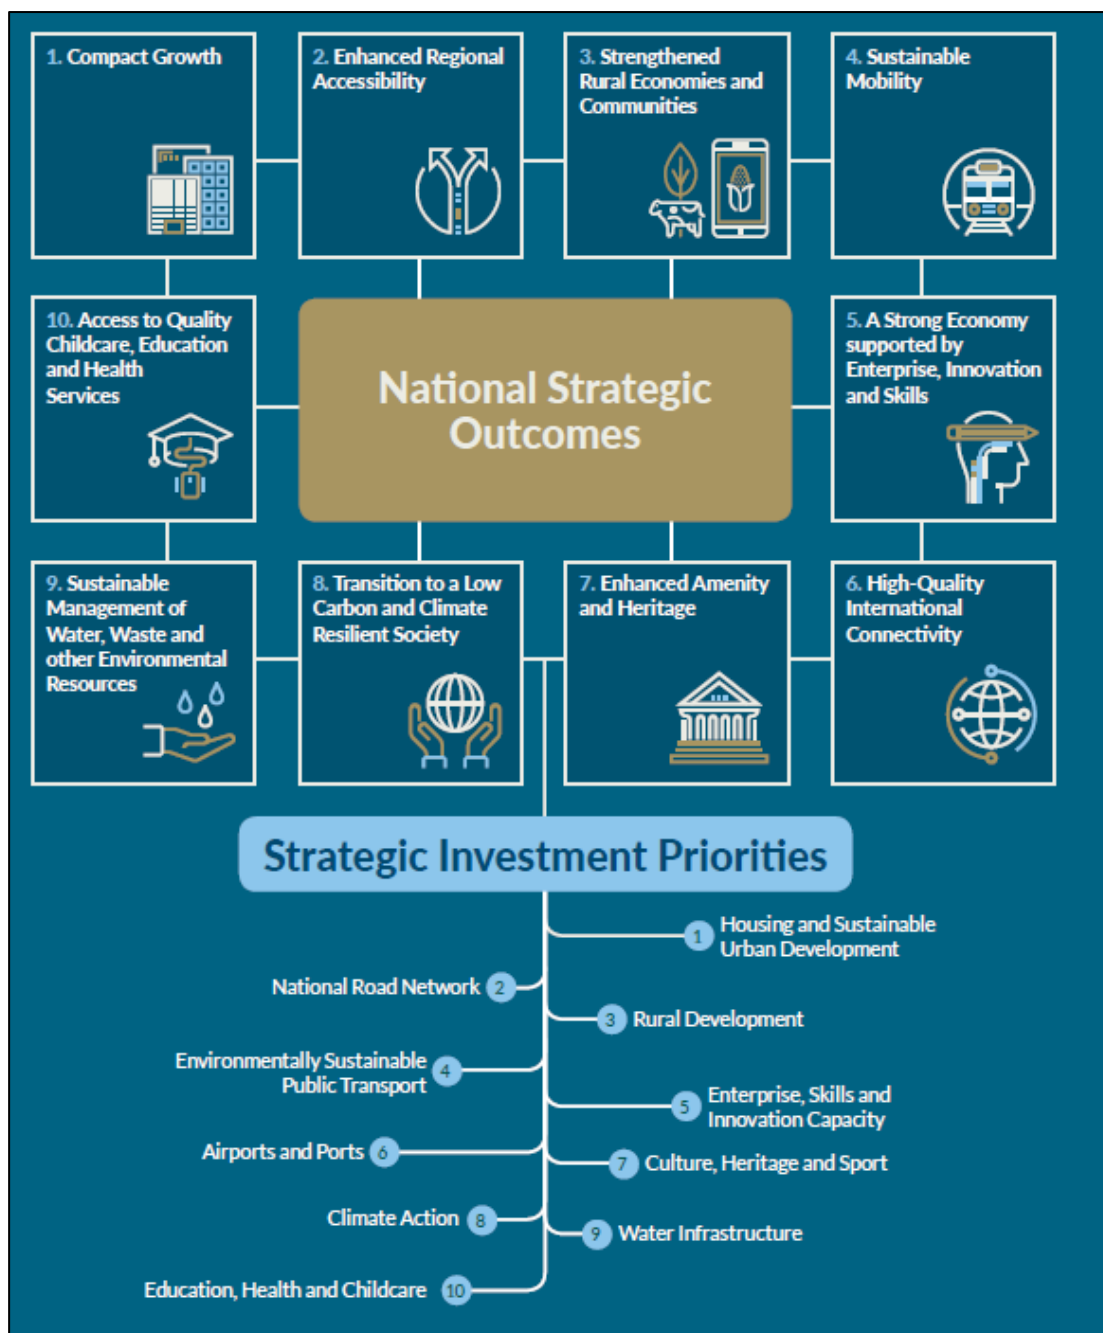 1. Compact Growth
2. Enhanced Regional
Accessibility
3. Strengthened
Rural Economies and
Communities
4. Sustainable
Mobility
10. Access to Quality
Childcare, Education
and Health
Services
National Strategic
Outcomes
5. A Strong Economy
supported by
Enterprise, Innovation
and Skills
9. Sustainable
Management of
Water, Waste and
other Environmental
Resources
8. Transition to a Low
Carbon and Climate
Resilient Society
7. Enhanced Amenity
and Heritage
6. High-Quality
International
Connectivity
Strategic Investment Priorities
1 Housing and Sustainable
Urban Development
National Road Network 2
3 Rural Development
Environmentally Sustainable
Public Transport 4
5 Enterprise, Skills and
Innovation Capacity
Airports and Ports 6
7 Culture, Heritage and Sport
Climate Action 8
9 Water Infrastructure
Education, Health and Childcare 10